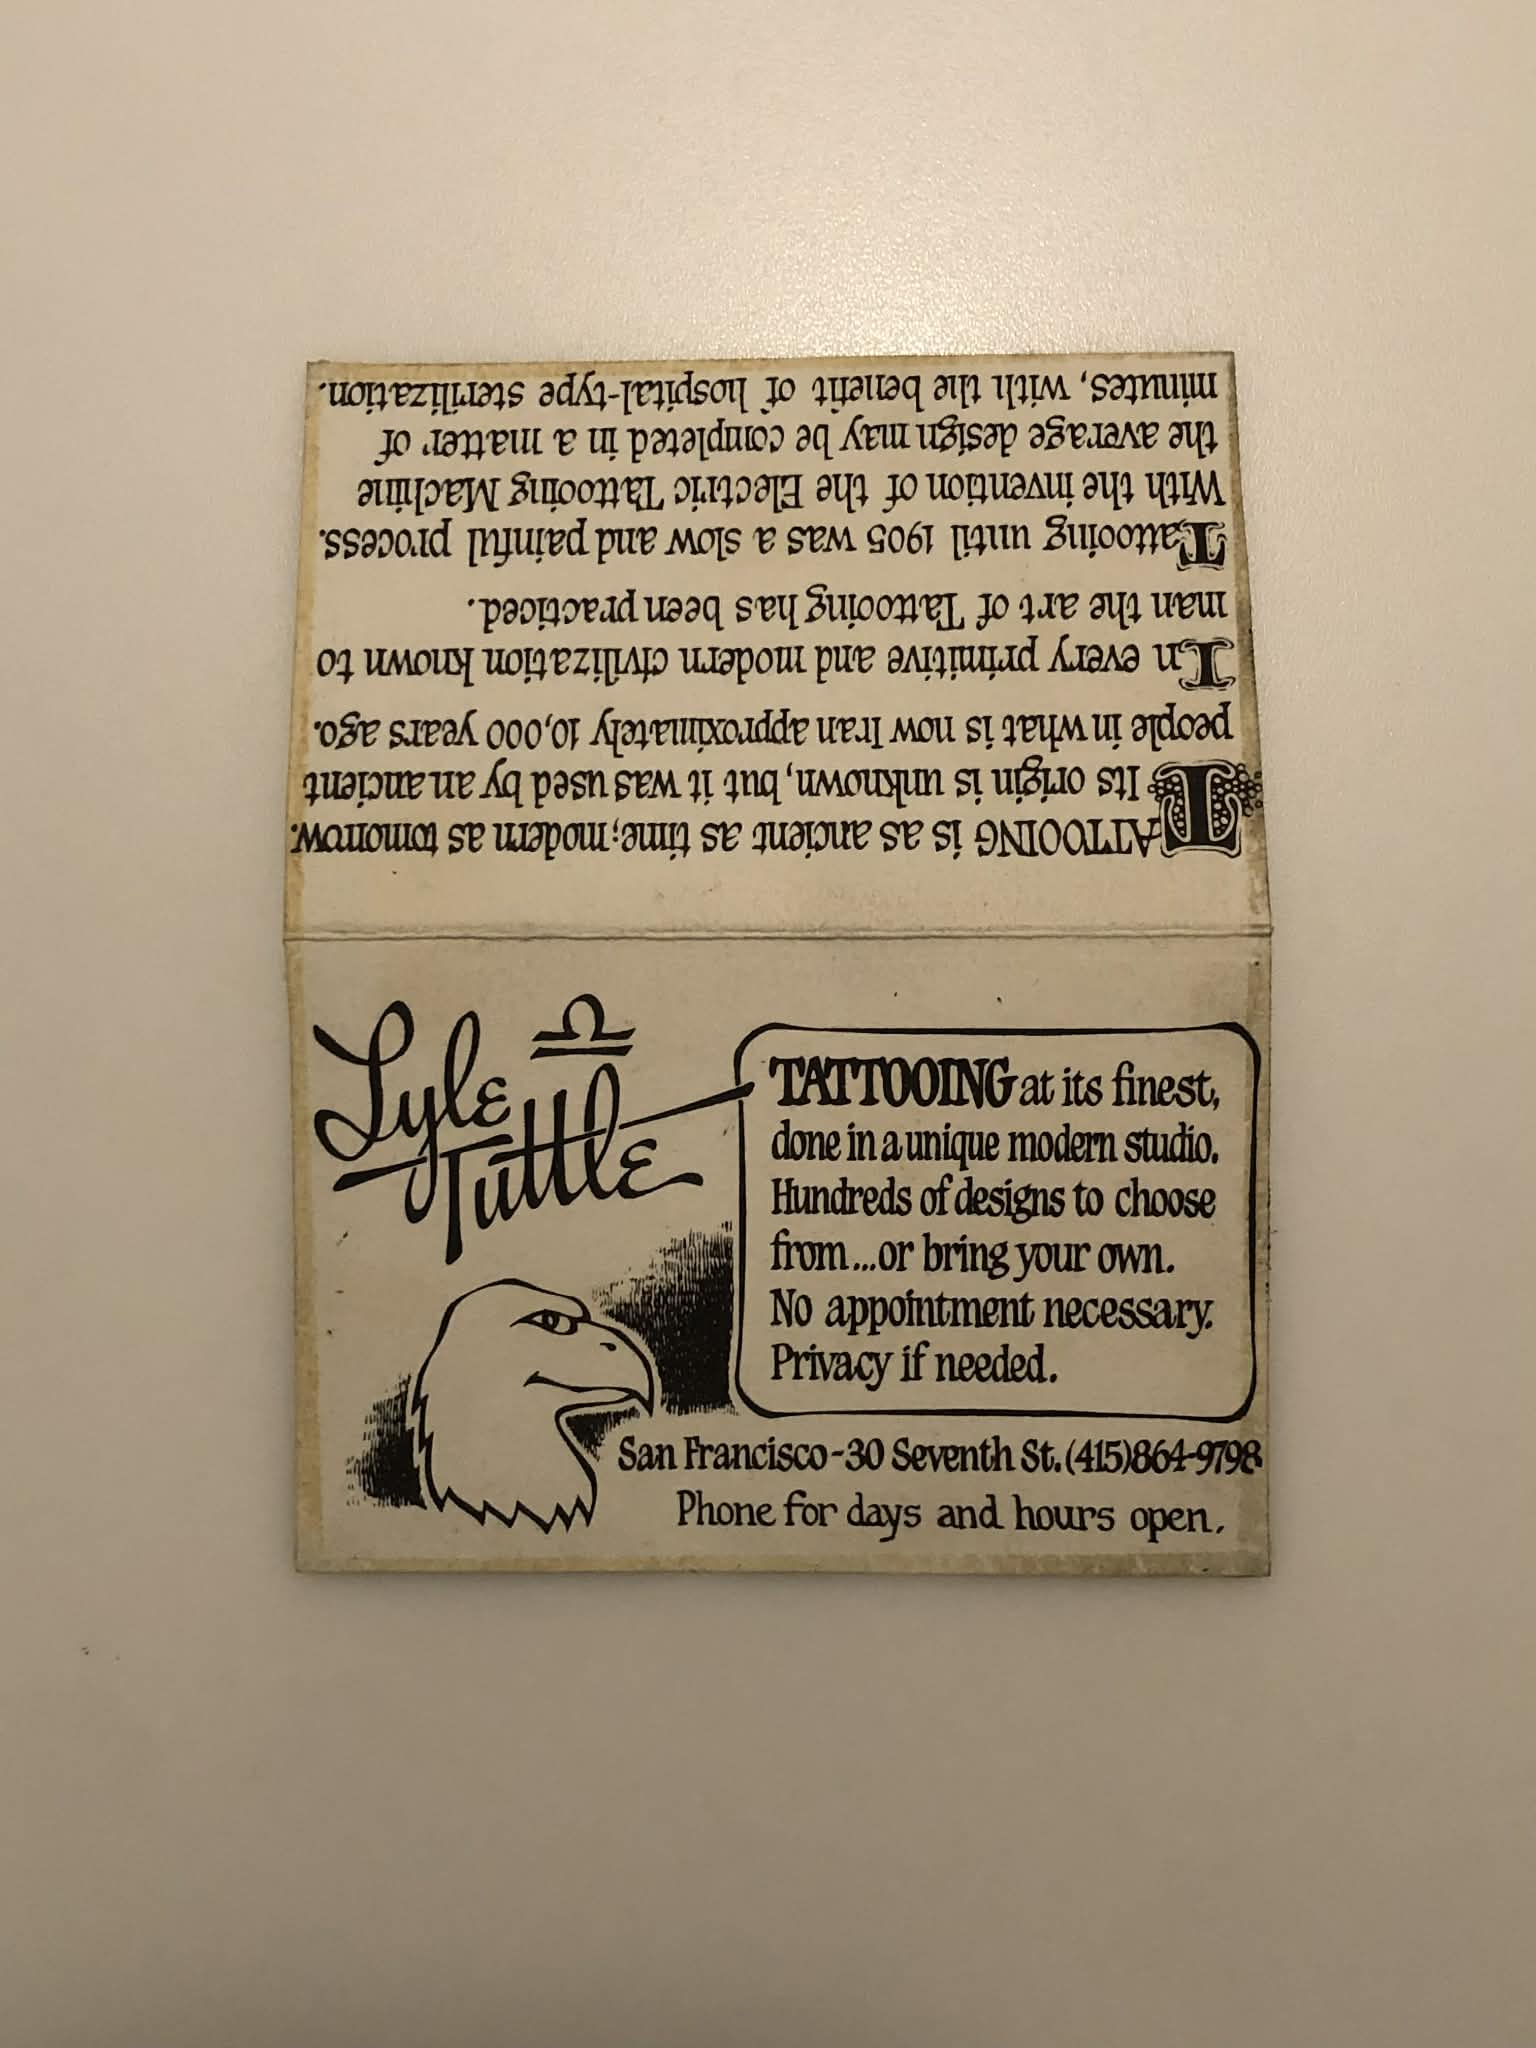 TATTOOING is as ancient as time; modern as tomorrow.
Its origin is unknown, but it was used by an ancient
people in what is now Iran approximately 10,000 years ago.
In every primitive and modern civilization known to
man the art of Tattooing has been practiced.
Tattooing until 1905 was a slow and painful process.
With the invention of the Electric Tattooing Machine
the average design may be completed in a matter of
minutes, with the benefit of hospital-type sterilization.
Lyle
Tuttle
TATTOOING at its finest,
done in a unique modern studio.
Hundreds of designs to choose
from...or bring your own.
No appointment necessary.
Privacy if needed.
San Francisco-30 Seventh St. (415)864-9798
Phone for days and hours open.